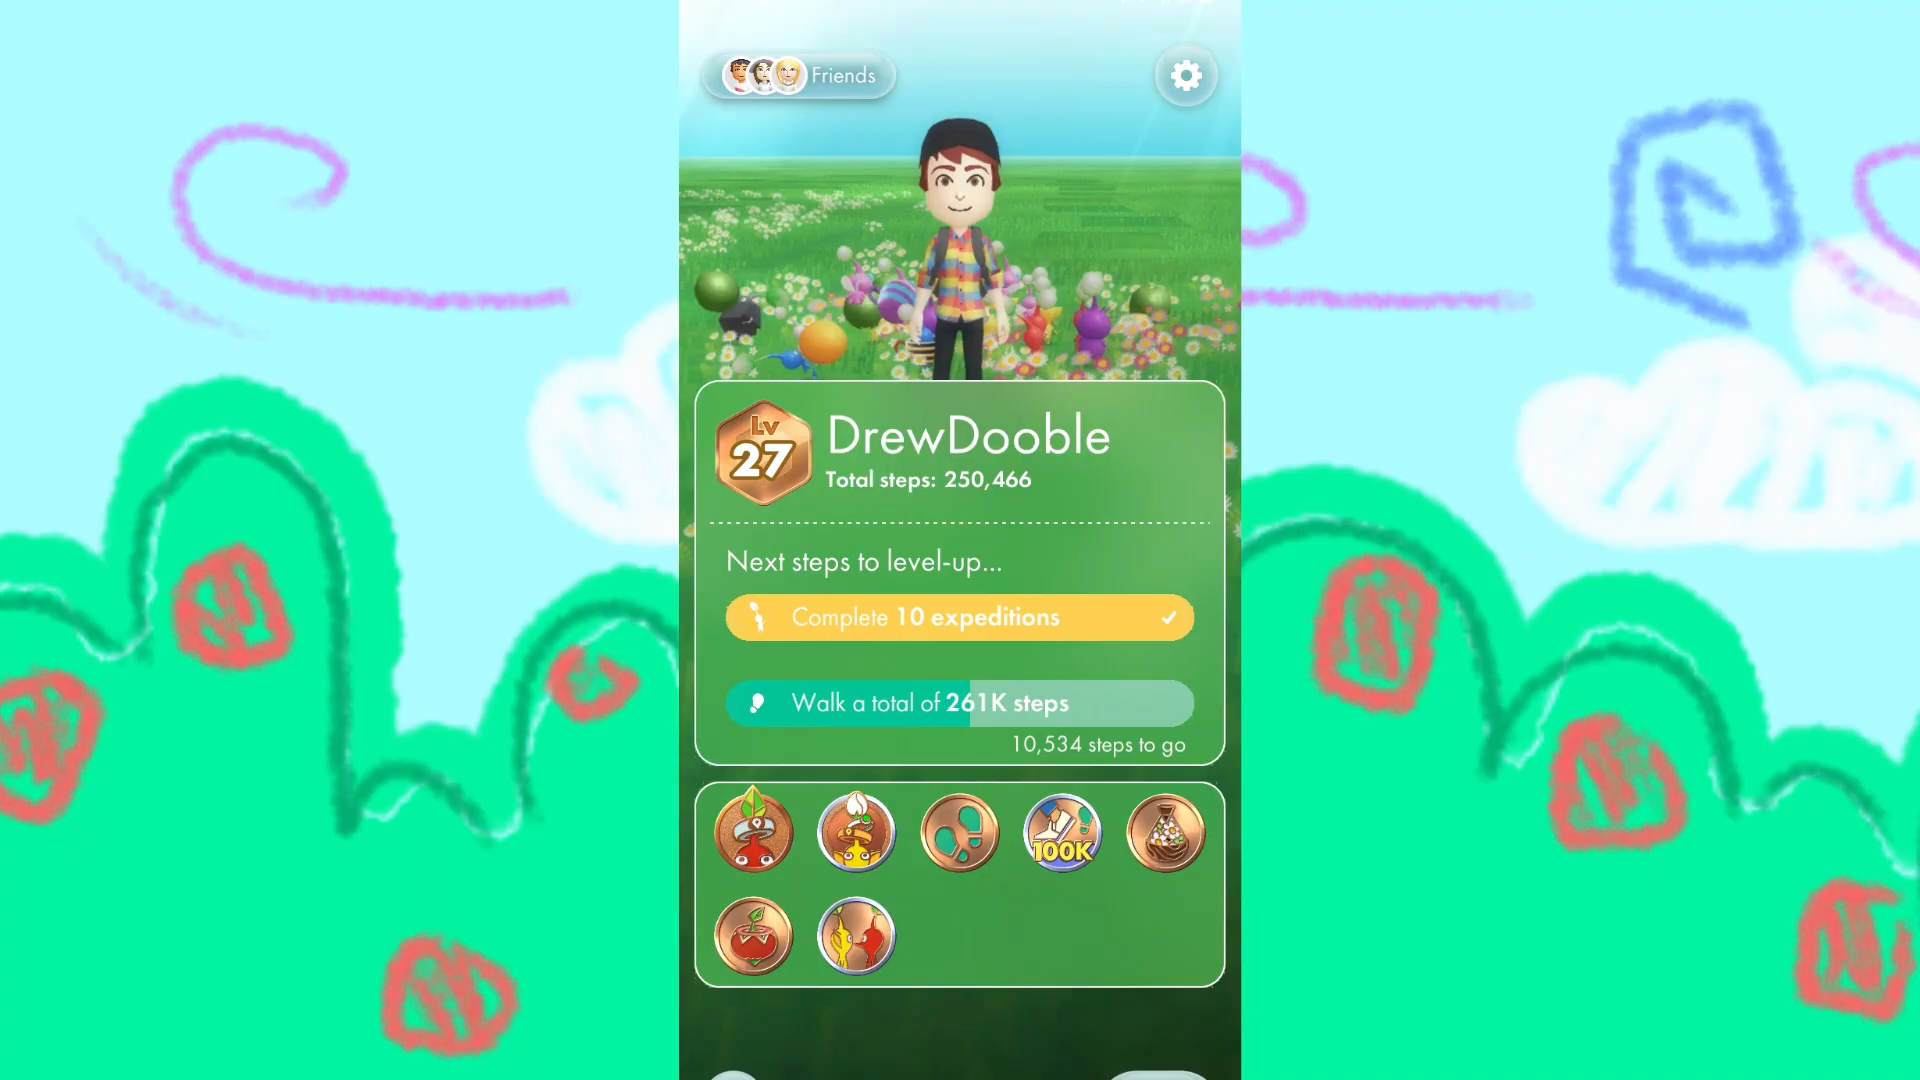 Friends
Lv
27
DrewDooble
Total steps: 250,466
Next steps to level-up...
Complete 10 expeditions
Walk a total of 261K steps
10,534 steps to go
100K